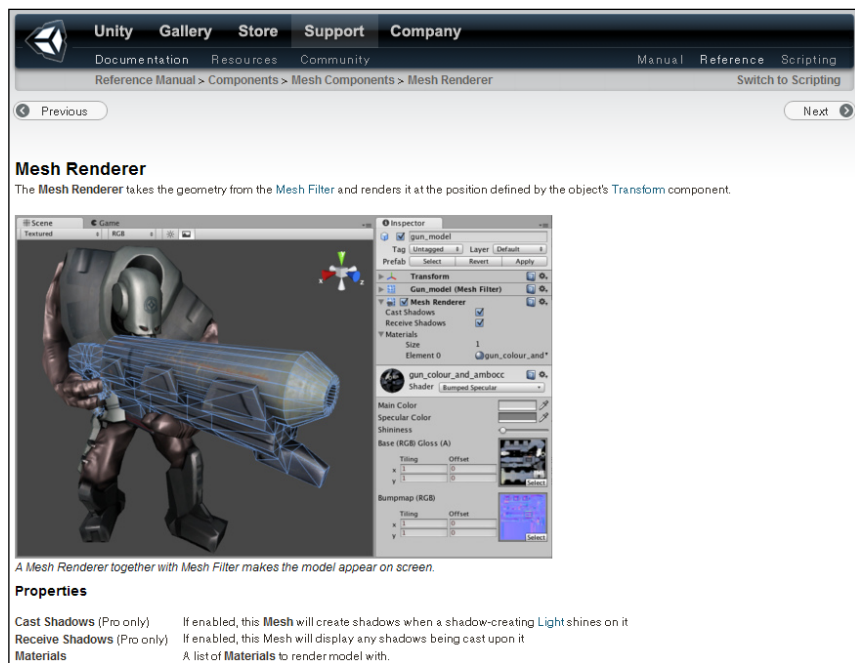 Unity Gallery Store Support Company
Documentation Resources Community Manual Reference Scripting
Reference Manual > Components > Mesh Components > Mesh Renderer Switch to Scripting
Previous Next
Mesh Renderer
The Mesh Renderer takes the geometry from the Mesh Filter and renders it at the position defined by the object's Transform component.
Scene Game
Textured RGB
x z
Inspector
gun_model
Tag Untagged Layer Default
Prefab Select Revert Apply
Transform
Gun_model (Mesh Filter)
Mesh Renderer
Cast Shadows
Receive Shadows
Materials
Size 1
Element 0 gun_colour_and*
gun_colour_and_ambocc
Shader Bumped Specular
Main Color
Specular Color
Shininess
Base (RGB) Gloss (A)
Tiling Offset
x 1 0
y 1 0
Select
Bumpmap (RGB)
Tiling Offset
x 1 0
y 1 0
Select
A Mesh Renderer together with Mesh Filter makes the model appear on screen.
Properties
Cast Shadows (Pro only) If enabled, this Mesh will create shadows when a shadow-creating Light shines on it
Receive Shadows (Pro only) If enabled, this Mesh will display any shadows being cast upon it
Materials A list of Materials to render model with.